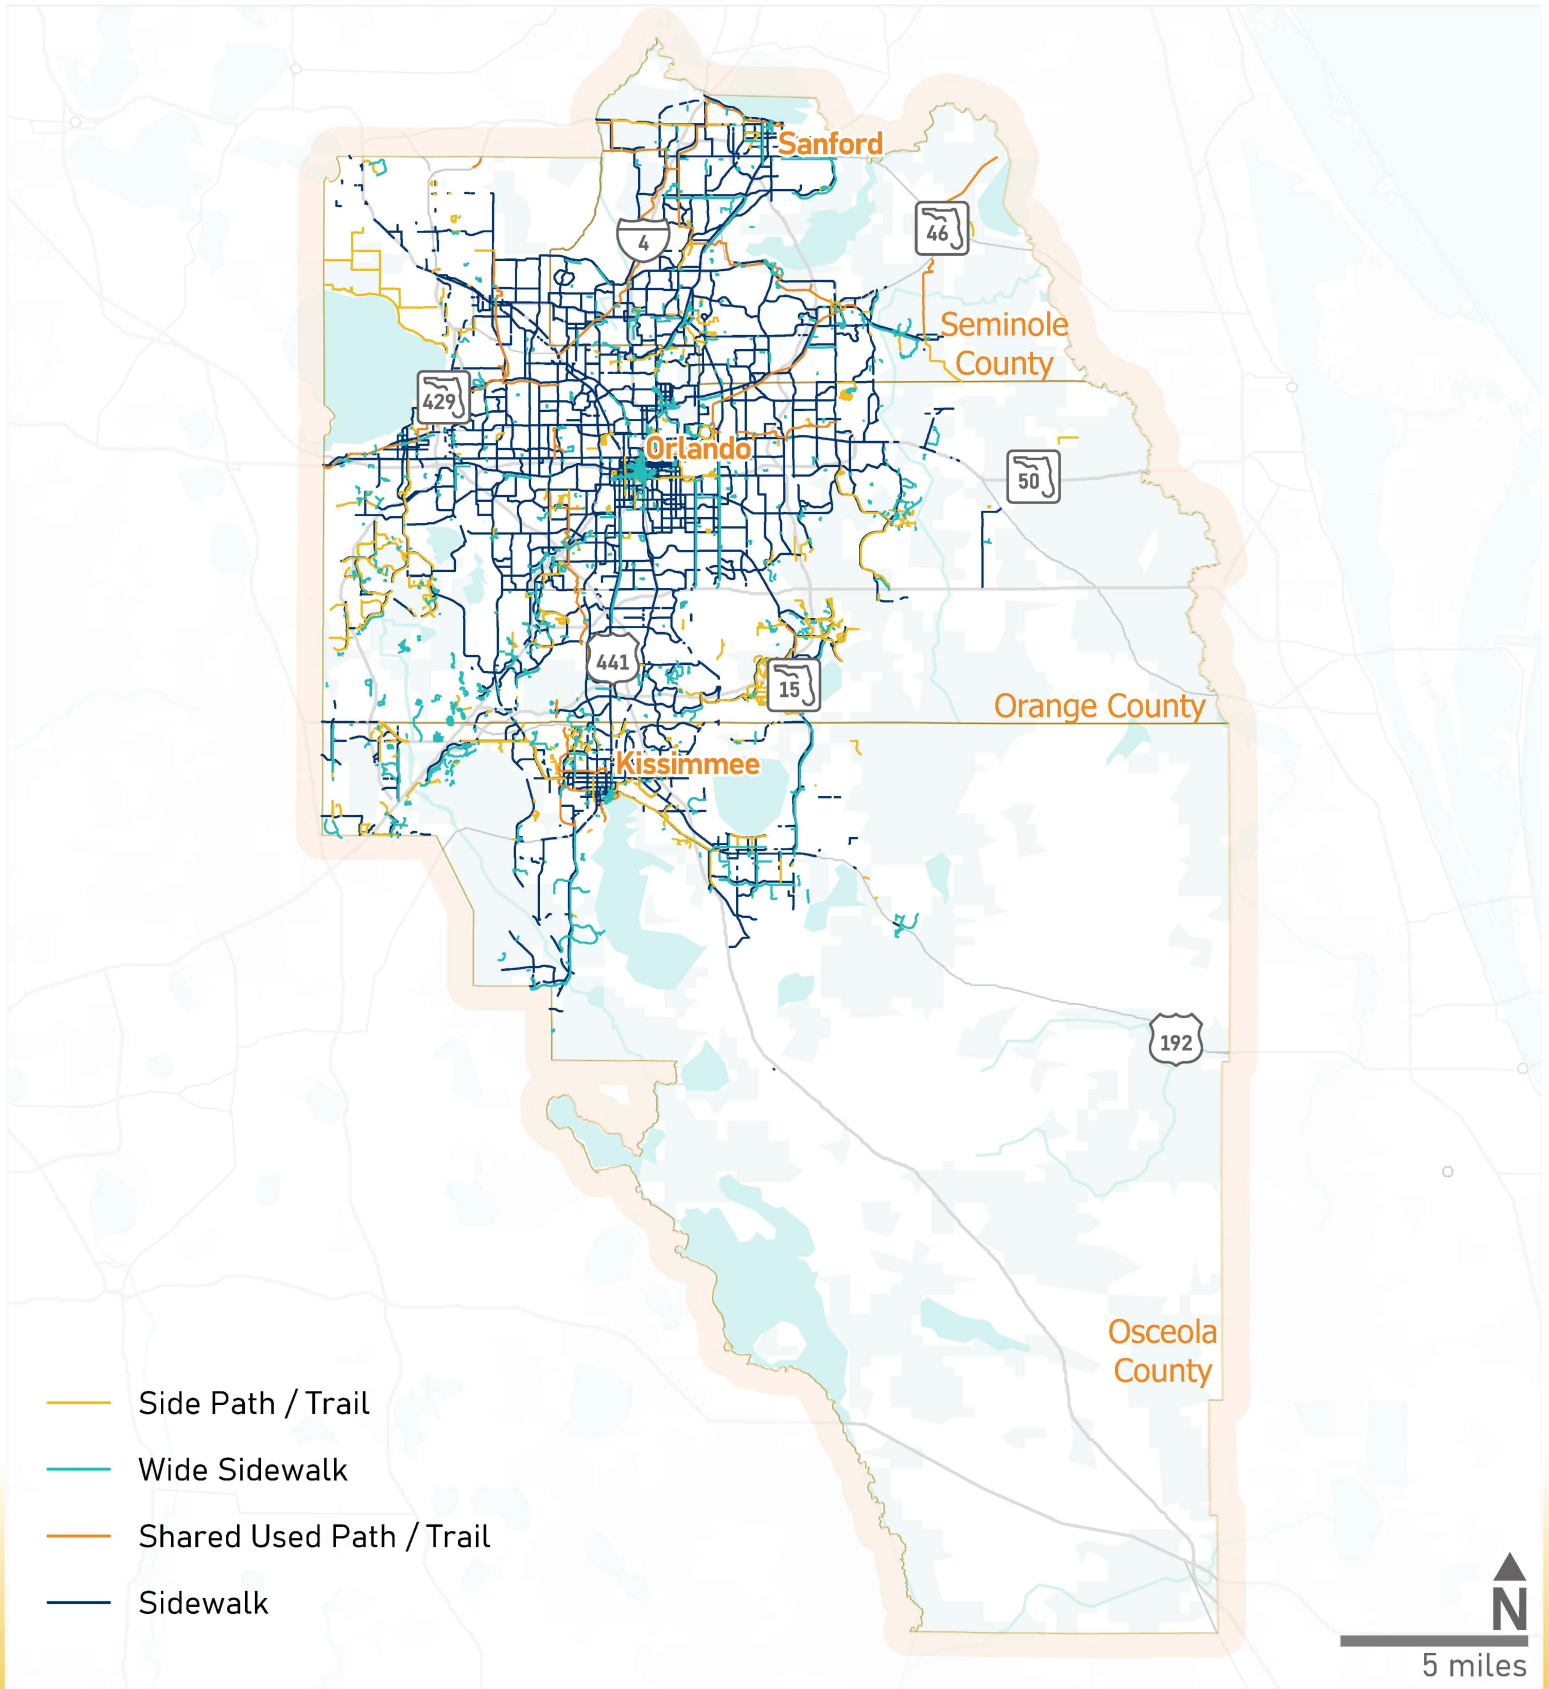 Sanford
4
46
Seminole
County
429
Orlando
50
441
15
Orange County
Kissimmee
192
Osceola
County
Side Path / Trail
Wide Sidewalk
Shared Used Path / Trail
Sidewalk
N
5 miles